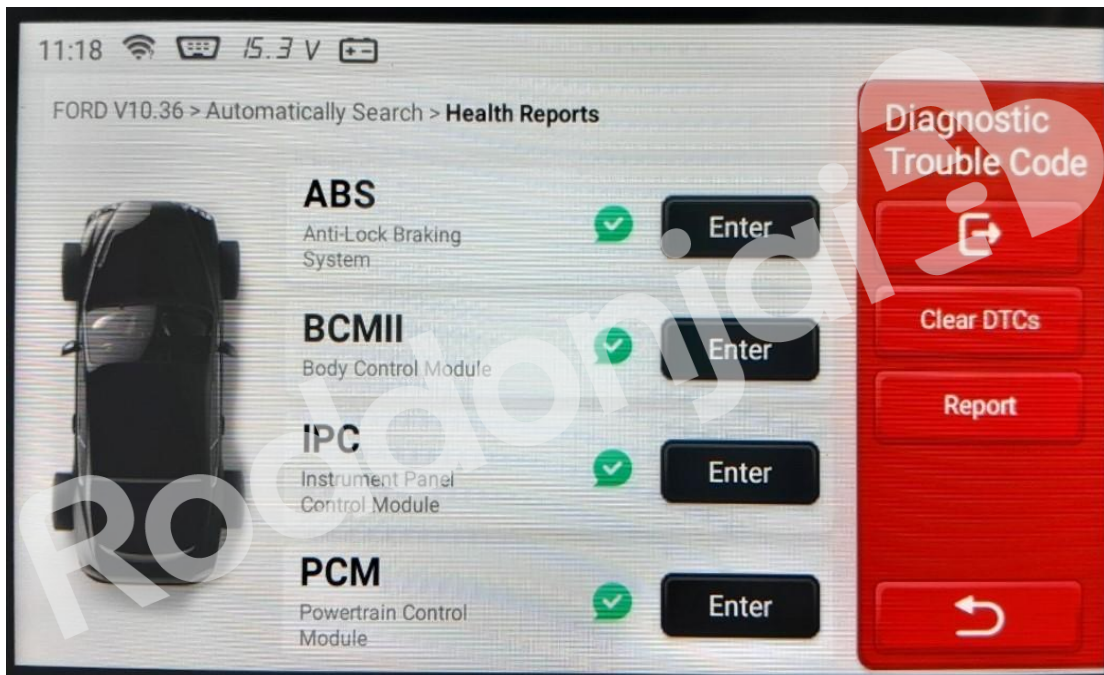 11:18 15.3 V
FORD V10.36 > Automatically Search > Health Reports
Diagnostic
Trouble Code
ABS
Anti-Lock Braking
System
Enter
BCMII
Body Control Module
Enter
Clear DTCs
IPC
Instrument Panel
Control Module
Enter
Report
PCM
Powertrain Control
Module
Enter
Roddonjai